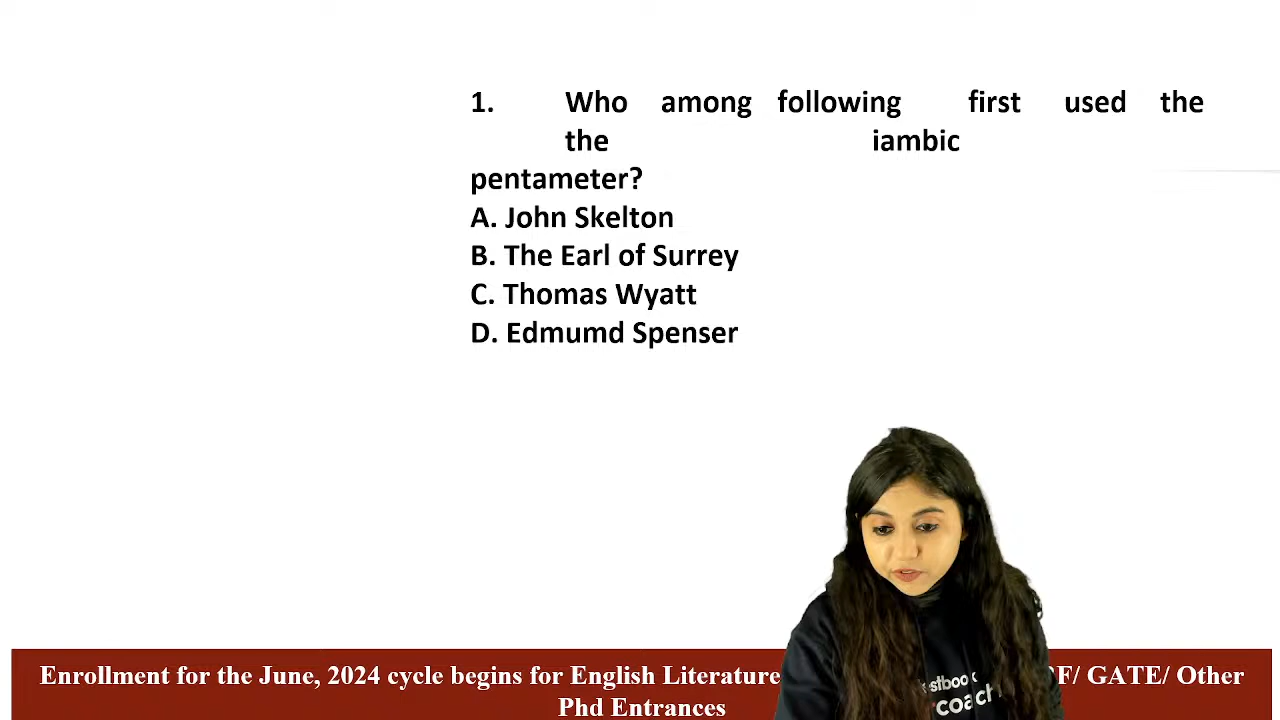 1. Who among following first used the
the iambic
pentameter?
A. John Skelton
B. The Earl of Surrey
C. Thomas Wyatt
D. Edmumd Spenser
Enrollment for the June, 2024 cycle begins for English Literature F/ GATE/ Other
Phd Entrances
coach